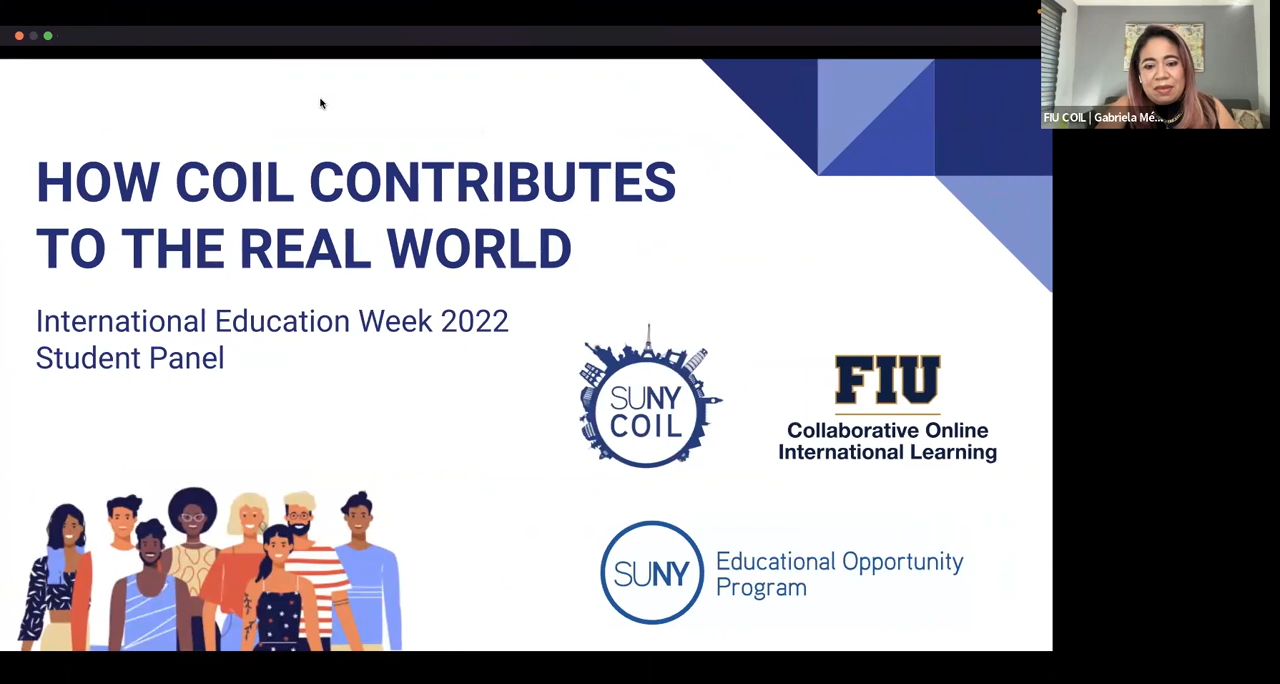 FIU COIL | Gabriela Mé...
HOW COIL CONTRIBUTES
TO THE REAL WORLD
International Education Week 2022
Student Panel
SUNY
COIL
FIU
Collaborative Online
International Learning
SUNY
Educational Opportunity
Program